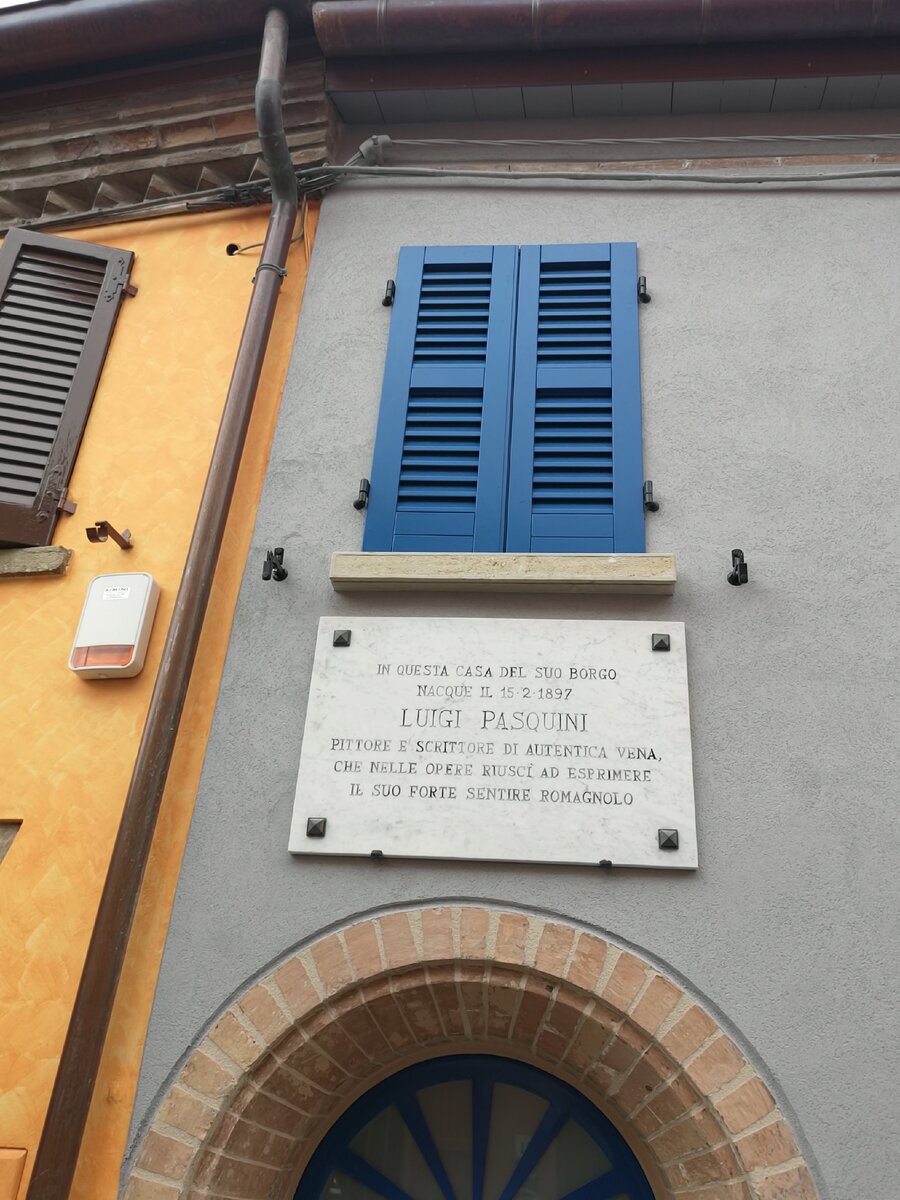 RIMINI
IN QUESTA CASA DEL SUO BORGO
NACQUE IL 15·2·1897
LUIGI PASQUINI
PITTORE E SCRITTORE DI AUTENTICA VENA,
CHE NELLE OPERE RIUSCÌ AD ESPRIMERE
IL SUO FORTE SENTIRE ROMAGNOLO